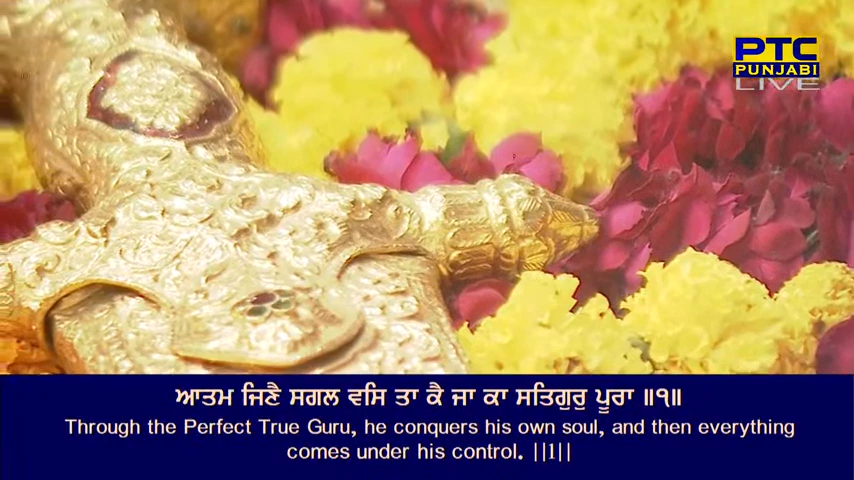 PTC
PUNJABI
LIVE
ਆਤਮ ਜਿਣੈ ਸਗਲ ਵਸਿ ਤਾ ਕੈ ਜਾ ਕਾ ਸਤਿਗੁਰੁ ਪੂਰਾ ॥੧॥
Through the Perfect True Guru, he conquers his own soul, and then everything
comes under his control. ||1||